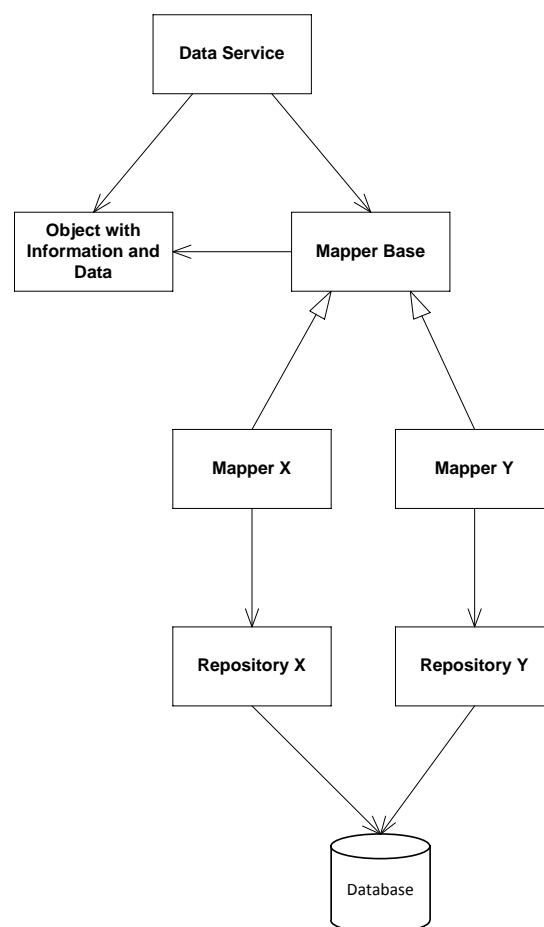 Data Service
Object with
Information and
Data
Mapper Base
Mapper X
Mapper Y
Repository X
Repository Y
Database